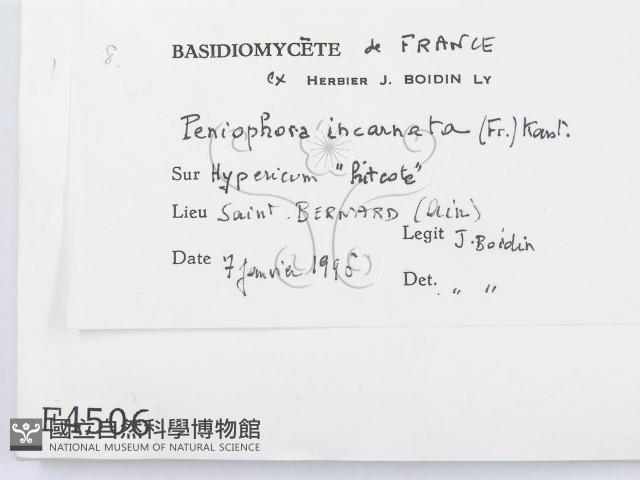 8.
BASIDIOMYCÈTE de FRANCE
ex HERBIER J. BOIDIN LY
Peniophora incarnata (Fr.) Karst.
Sur Hypericum "Hitcote"
Lieu Saint. BERNARD (Ain)
Legit J. Boidin
Date 7 janvier 1995
Det. " "
F4506
國立自然科學博物館
NATIONAL MUSEUM OF NATURAL SCIENCE